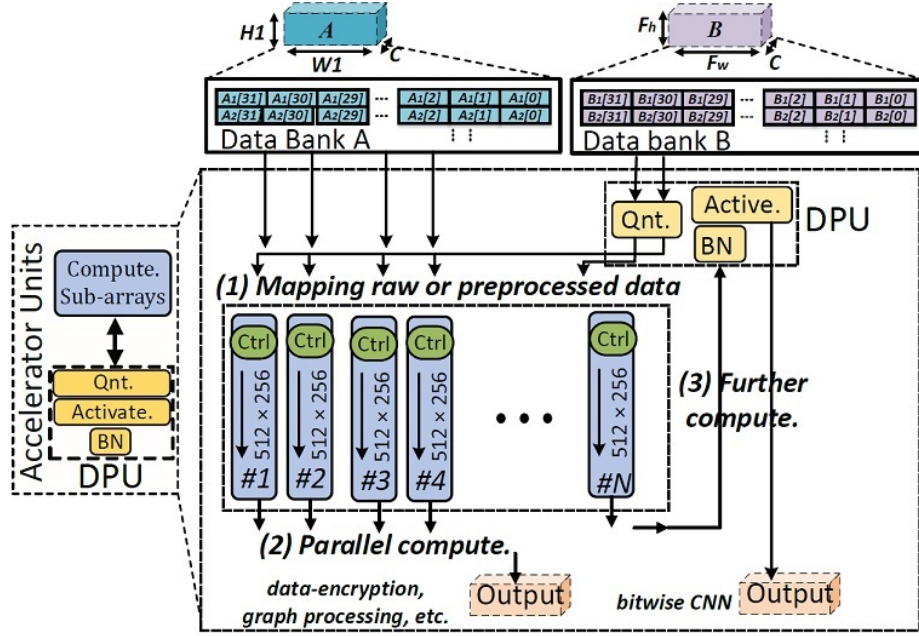 A
H1
W1
C
B
Fh
Fw
C
A1[31] A1[30] A1[29] --- A1[2] A1[1] A1[0]
A2[31] A2[30] A2[29] A2[2] A2[1] A2[0]
Data Bank A
B1[31] B1[30] B1[29] --- B1[2] B1[1] B1[0]
B2[31] B2[30] B2[29] B2[2] B2[1] B2[0]
Data bank B
Accelerator Units
Compute.
Sub-arrays
Qnt.
Activate.
BN
DPU
Qnt.
Active.
BN
DPU
(1) Mapping raw or preprocessed data
Ctrl
512 × 256
#1
Ctrl
512 × 256
#2
Ctrl
512 × 256
#3
Ctrl
512 × 256
#4
• • •
Ctrl
512 × 256
#N
(3) Further
compute.
(2) Parallel compute.
data-encryption,
graph processing, etc.
Output
bitwise CNN
Output